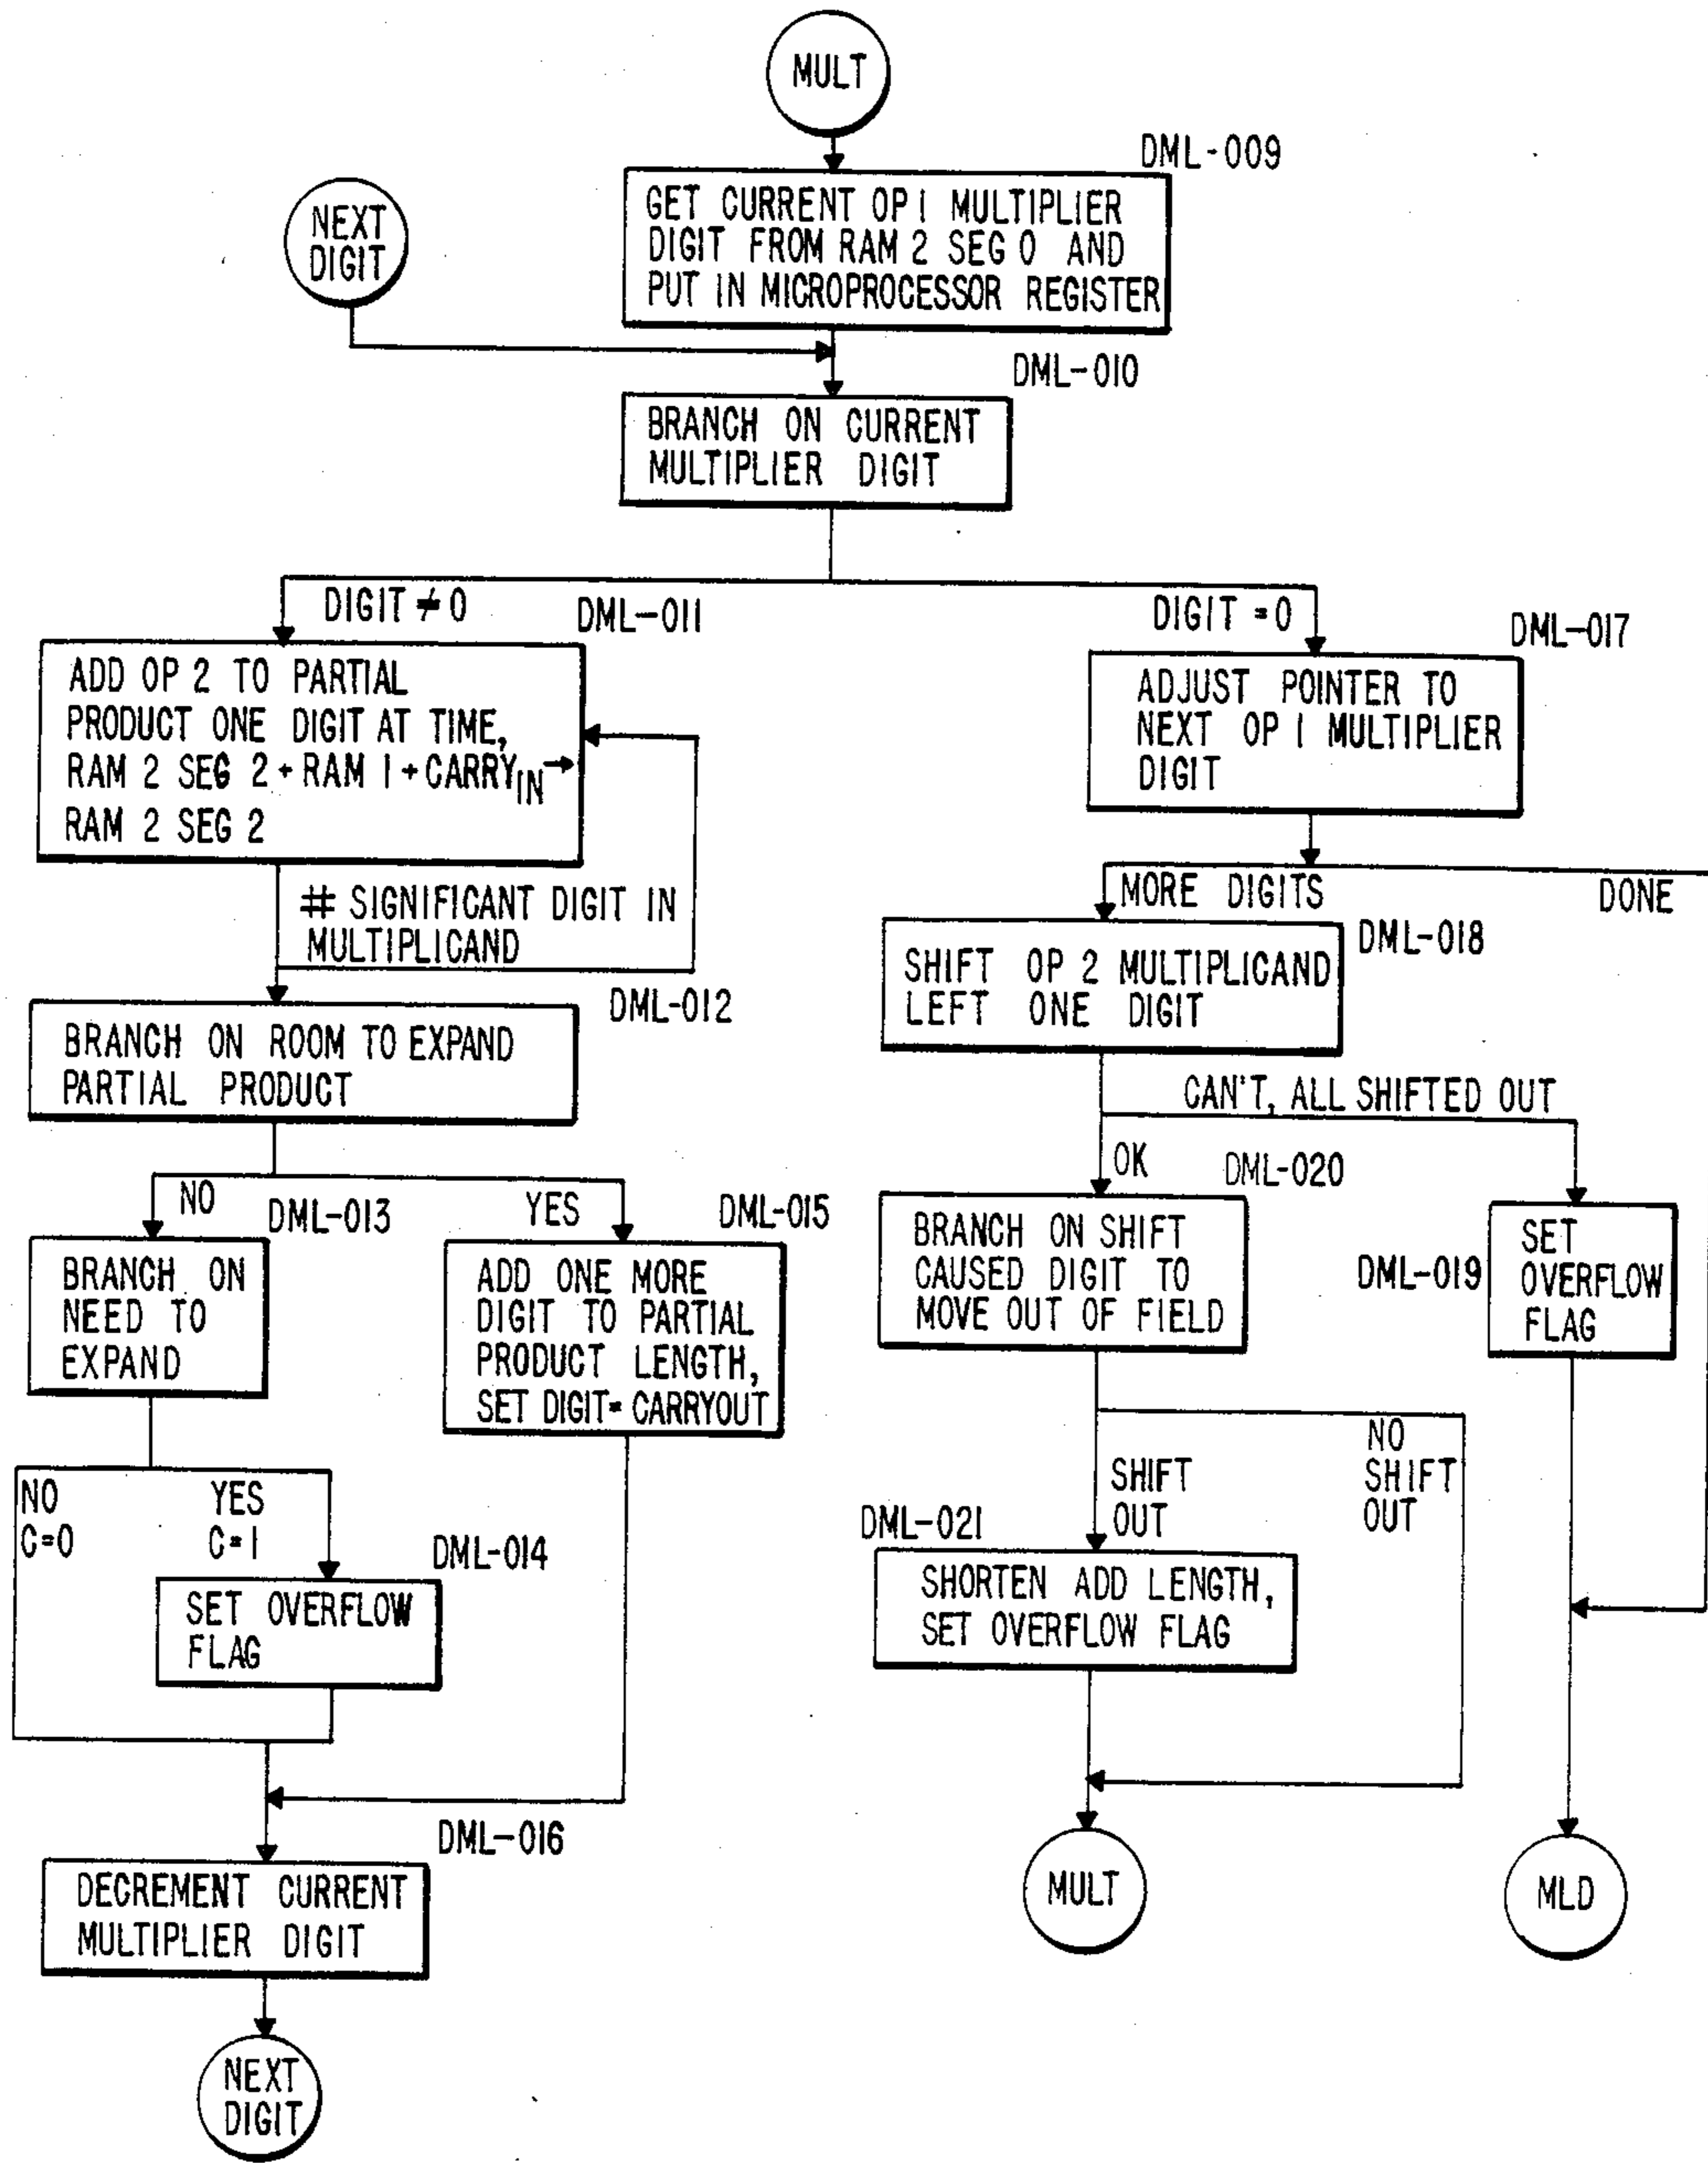 MULT
DML-009
GET CURRENT OP 1 MULTIPLIER
DIGIT FROM RAM 2 SEG 0 AND
PUT IN MICROPROCESSOR REGISTER
NEXT
DIGIT
DML-010
BRANCH ON CURRENT
MULTIPLIER DIGIT
DIGIT ≠ 0
DML-011
ADD OP 2 TO PARTIAL
PRODUCT ONE DIGIT AT TIME,
RAM 2 SEG 2 + RAM 1 + CARRY IN →
RAM 2 SEG 2
# SIGNIFICANT DIGIT IN
MULTIPLICAND
DML-012
BRANCH ON ROOM TO EXPAND
PARTIAL PRODUCT
NO
DML-013
BRANCH ON
NEED TO
EXPAND
YES
DML-015
ADD ONE MORE
DIGIT TO PARTIAL
PRODUCT LENGTH,
SET DIGIT = CARRYOUT
NO
C=0
YES
C=1
DML-014
SET OVERFLOW
FLAG
DML-016
DECREMENT CURRENT
MULTIPLIER DIGIT
NEXT
DIGIT
DIGIT = 0
DML-017
ADJUST POINTER TO
NEXT OP 1 MULTIPLIER
DIGIT
MORE DIGITS
DONE
DML-018
SHIFT OP 2 MULTIPLICAND
LEFT ONE DIGIT
CAN'T, ALL SHIFTED OUT
OK
DML-020
BRANCH ON SHIFT
CAUSED DIGIT TO
MOVE OUT OF FIELD
DML-019
SET
OVERFLOW
FLAG
SHIFT
OUT
NO
SHIFT
OUT
DML-021
SHORTEN ADD LENGTH,
SET OVERFLOW FLAG
MULT
MLD